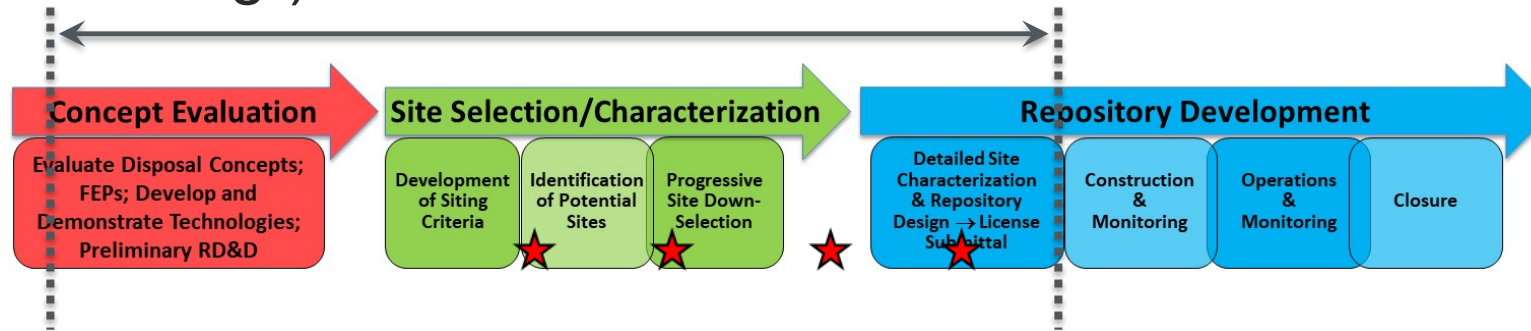 Concept Evaluation
Site Selection/Characterization
Repository Development
Evaluate Disposal Concepts;
FEPs; Develop and
Demonstrate Technologies;
Preliminary RD&D
Development
of Siting
Criteria
Identification
of Potential
Sites
Progressive
Site Down-
Selection
Detailed Site
Characterization
& Repository
Design → License
Submittal
Construction
&
Monitoring
Operations
&
Monitoring
Closure